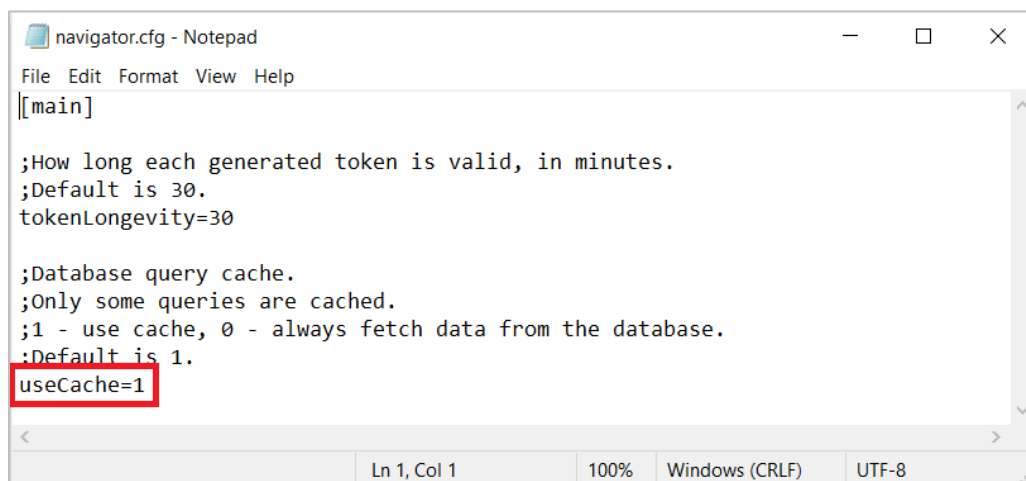 navigator.cfg - Notepad
File Edit Format View Help
[main]
;How long each generated token is valid, in minutes.
;Default is 30.
tokenLongevity=30
;Database query cache.
;Only some queries are cached.
;1 - use cache, 0 - always fetch data from the database.
;Default is 1.
useCache=1
Ln 1, Col 1 100% Windows (CRLF) UTF-8